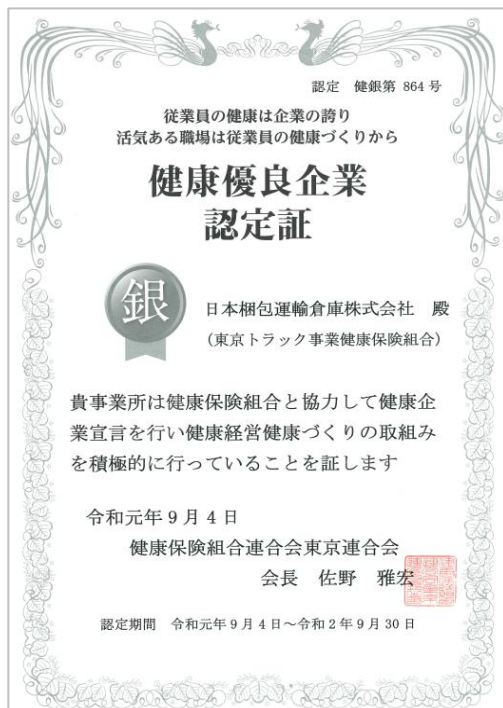 認定 健銀第 864 号
従業員の健康は企業の誇り
活気ある職場は従業員の健康づくりから
健康優良企業
認定証
銀
日本梱包運輸倉庫株式会社 殿
(東京トラック事業健康保険組合)
貴事業所は健康保険組合と協力して健康企
業宣言を行い健康経営健康づくりの取組み
を積極的に行っていることを証します
令和元年9月4日
健康保険組合連合会東京連合会
会長 佐野 雅宏
認定期間 令和元年9月4日～令和2年9月30日